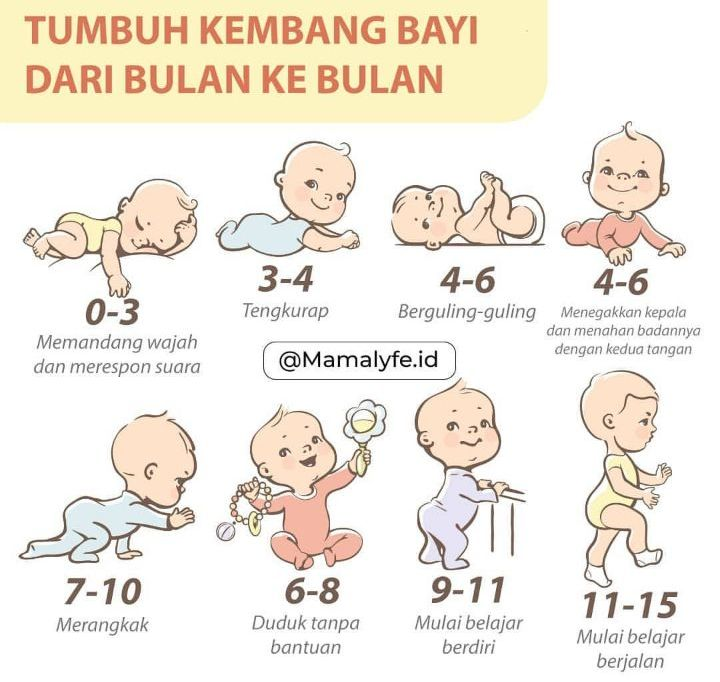 TUMBUH KEMBANG BAYI
DARI BULAN KE BULAN
0-3
Memandang wajah
dan merespon suara
3-4
Tengkurap
4-6
Berguling-guling
4-6
Menegakkan kepala
dan menahan badannya
dengan kedua tangan
@Mamalyfe.id
7-10
Merangkak
6-8
Duduk tanpa
bantuan
9-11
Mulai belajar
berdiri
11-15
Mulai belajar
berjalan